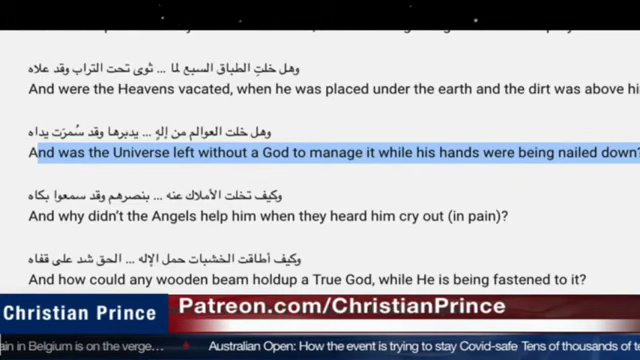 وهل خلت الطباق السبع لما ... ثوى تحت التراب وقد علاه
And were the Heavens vacated, when he was placed under the earth and the dirt was above hi
وهل خلت العوالم من إله ... يدبرها وقد سُمرَت يداه
And was the Universe left without a God to manage it while his hands were being nailed down?
وكيف تخلت الأملاك عنه ... بنصرهم وقد سمعوا بكاه
And why didn't the Angels help him when they heard him cry out (in pain)?
وكيف أطاقت الخشبات حمل الإله ... الحق شد على قفاه
And how could any wooden beam holdup a True God, while He is being fastened to it?
Christian Prince
Patreon.com/ChristianPrince
ain in Belgium is on the verge... Australian Open: How the event is trying to stay Covid-safe Tens of thousands of te